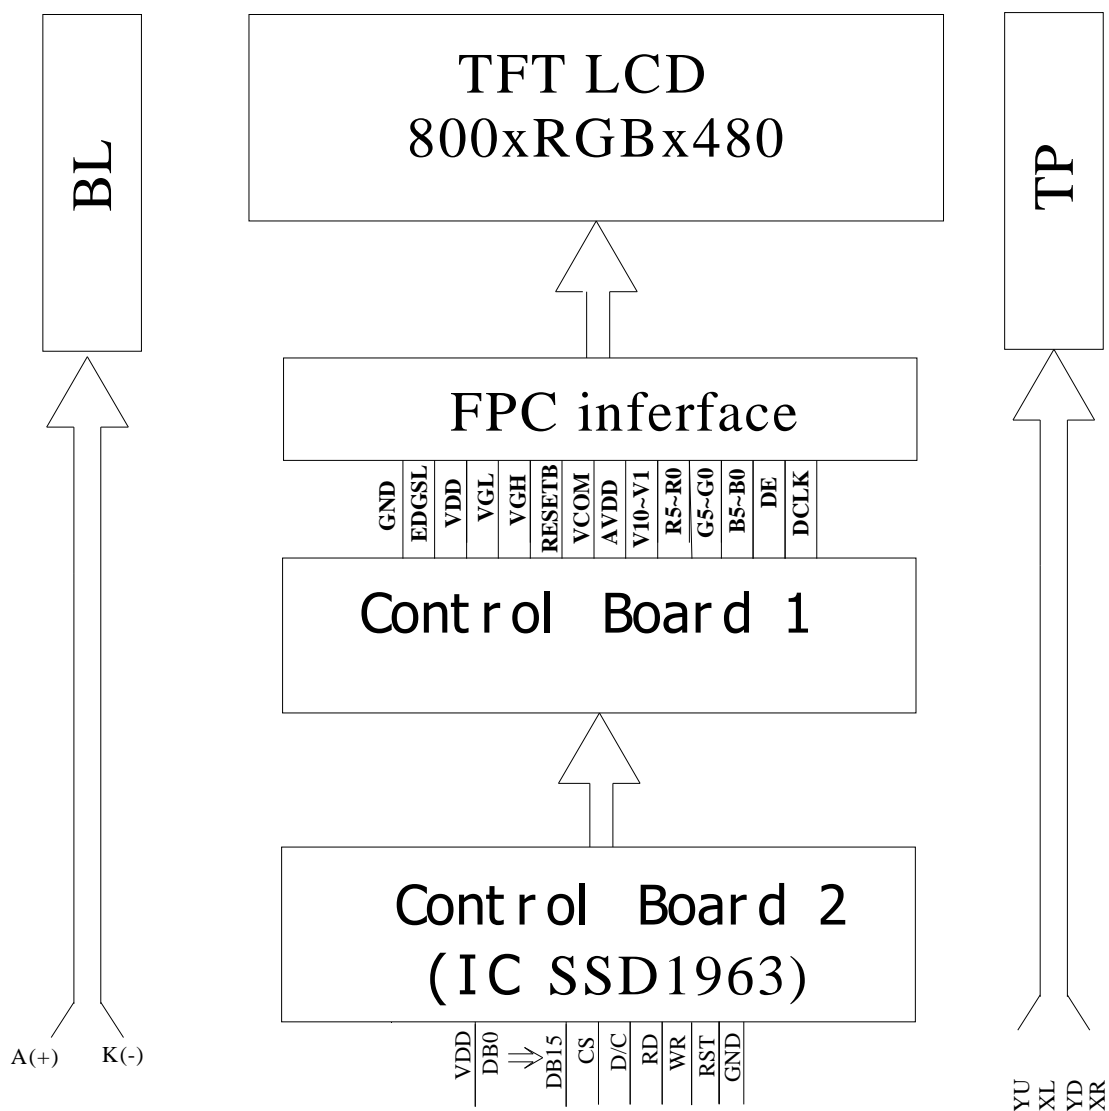 BL
TFT LCD
800xRGBx480
TP
FPC inferface
GND
EDGSL
VDD
VGL
VGH
RESETB
VCOM
AVDD
V10~V1
R5~R0
G5~G0
B5~B0
DE
DCLK
Control Board 1
Control Board 2
(IC SSD1963)
A(+)
K(-)
VDD
DB0
DB15
CS
D/C
RD
WR
RST
GND
YU
XL
YD
XR